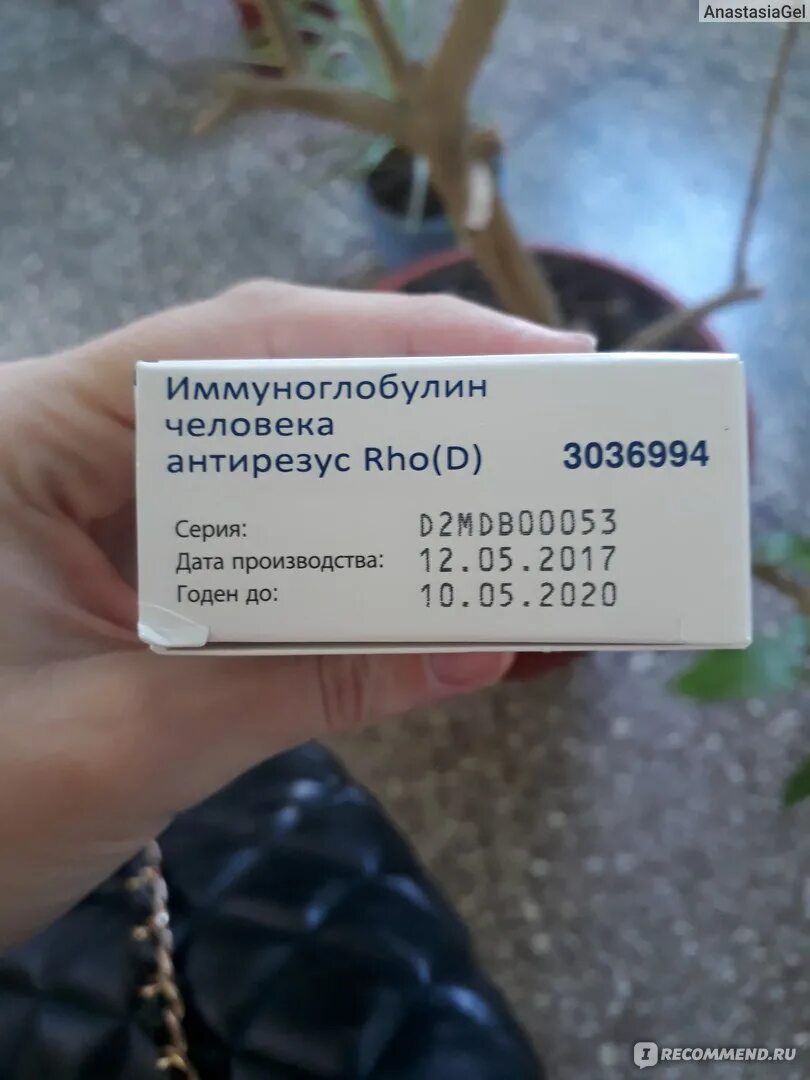 AnastasiaGel
Иммуноглобулин
человека
антирезус Rho(D) 3036994
Серия: D2MDB00053
Дата производства: 12.05.2017
Годен до: 10.05.2020
IRECOMMEND.RU